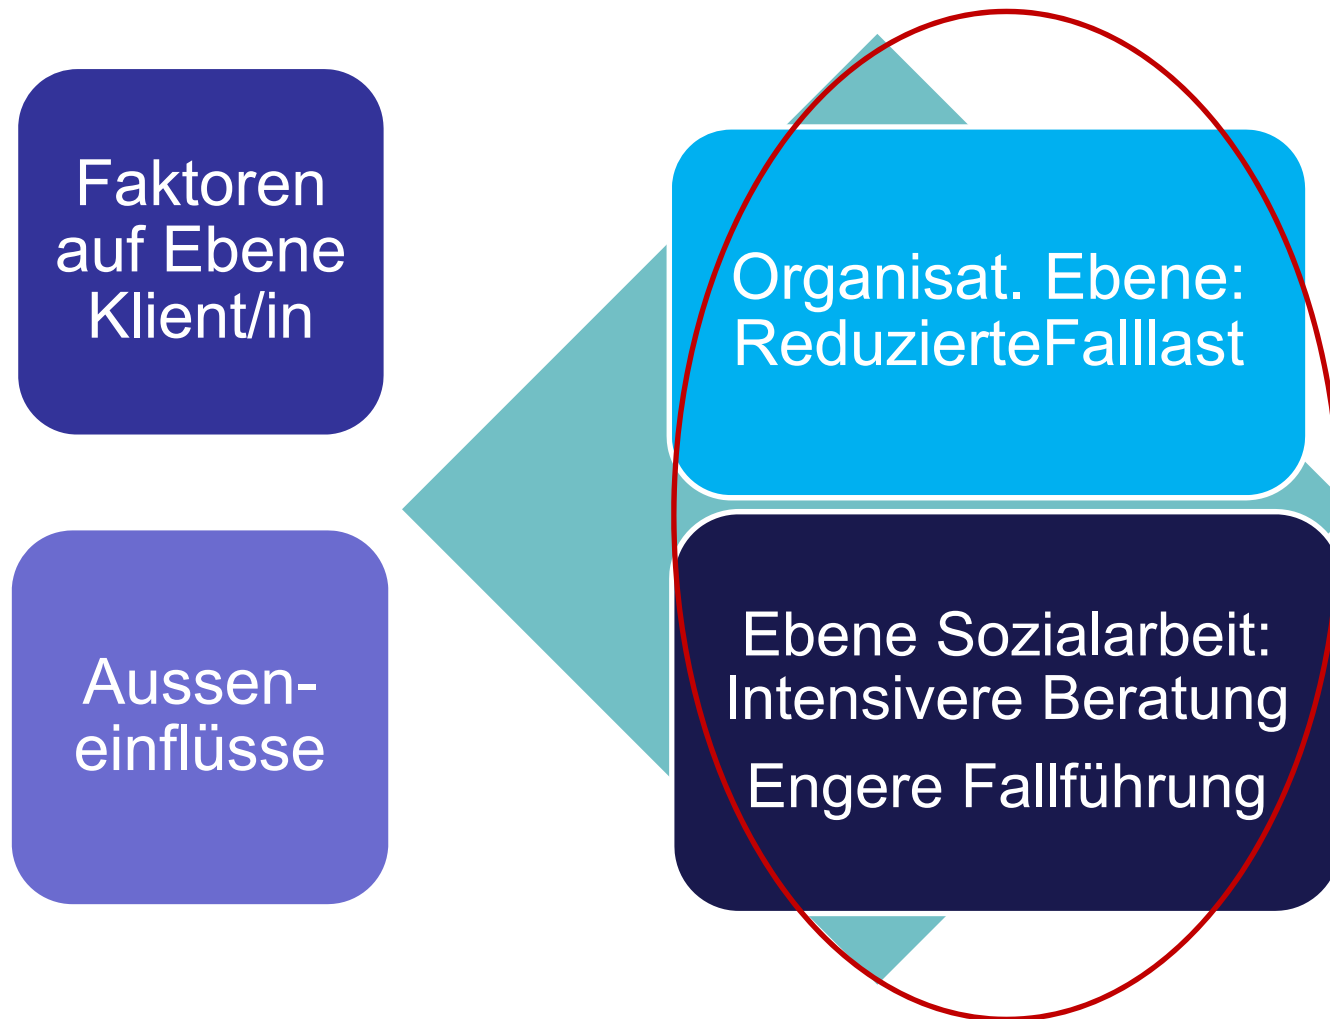 Faktoren
auf Ebene
Klient/in
Aussen-
einflüsse
Organisat. Ebene:
ReduzierteFalllast
Ebene Sozialarbeit:
Intensivere Beratung
Engere Fallführung